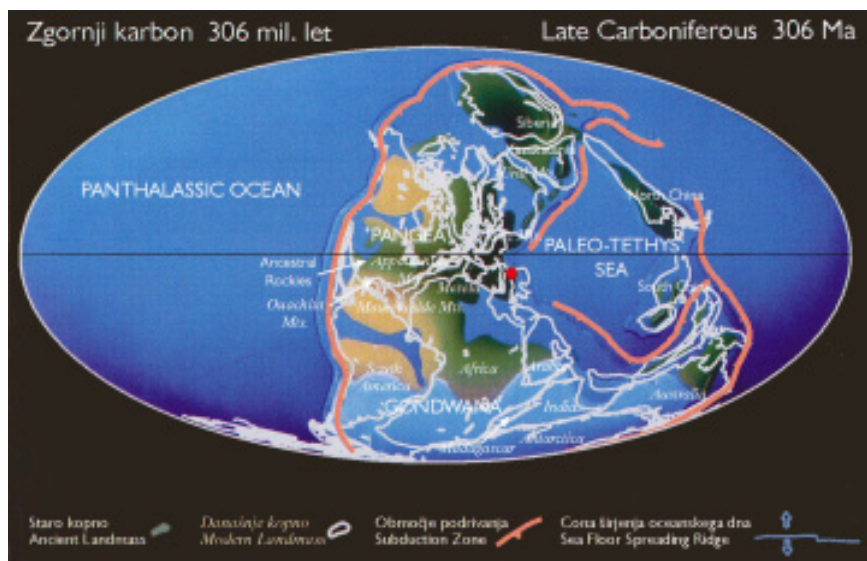 Zgornji karbon 306 mil. let
Late Carboniferous 306 Ma
Siberia
PANTHALASSIC OCEAN
North China
PANGEA
PALEO-TETHYS
SEA
Ancestral
Rockies
South China
Ouachita
Mts.
South
America
Africa
Arabia
GONDWANA
India
Australia
Antarctica
Madagascar
Staro kopno
Ancient Landmass
Današnje kopno
Modern Landmass
Območje podrivanja
Subduction Zone
Cona širjenja oceanskega dna
Sea Floor Spreading Ridge